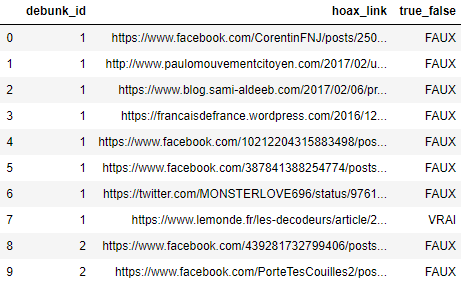 debunk_id hoax_link true_false
0 1 https://www.facebook.com/CorentinFNJ/posts/250... FAUX
1 1 http://www.paulomouvementcitoyen.com/2017/02/u... FAUX
2 1 https://www.blog.sami-aldeeb.com/2017/02/06/pr... FAUX
3 1 https://francaisdefrance.wordpress.com/2016/12... FAUX
4 1 https://www.facebook.com/10212204315883498/pos... FAUX
5 1 https://www.facebook.com/387841388254774/posts... FAUX
6 1 https://twitter.com/MONSTERLOVE696/status/9761... FAUX
7 1 https://www.lemonde.fr/les-decodeurs/article/2... VRAI
8 2 https://www.facebook.com/439281732799406/posts... FAUX
9 2 https://www.facebook.com/PorteTesCouilles2/pos... FAUX